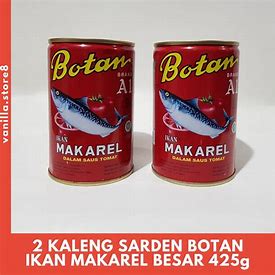 vanilla.store8
Botan
BRAND
A1
IKAN
MAKAREL
DALAM SAUS TOMAT
Botan
BRAND
A1
IKAN
MAKAREL
DALAM SAUS TOMAT
2 KALENG SARDEN BOTAN
IKAN MAKAREL BESAR 425g